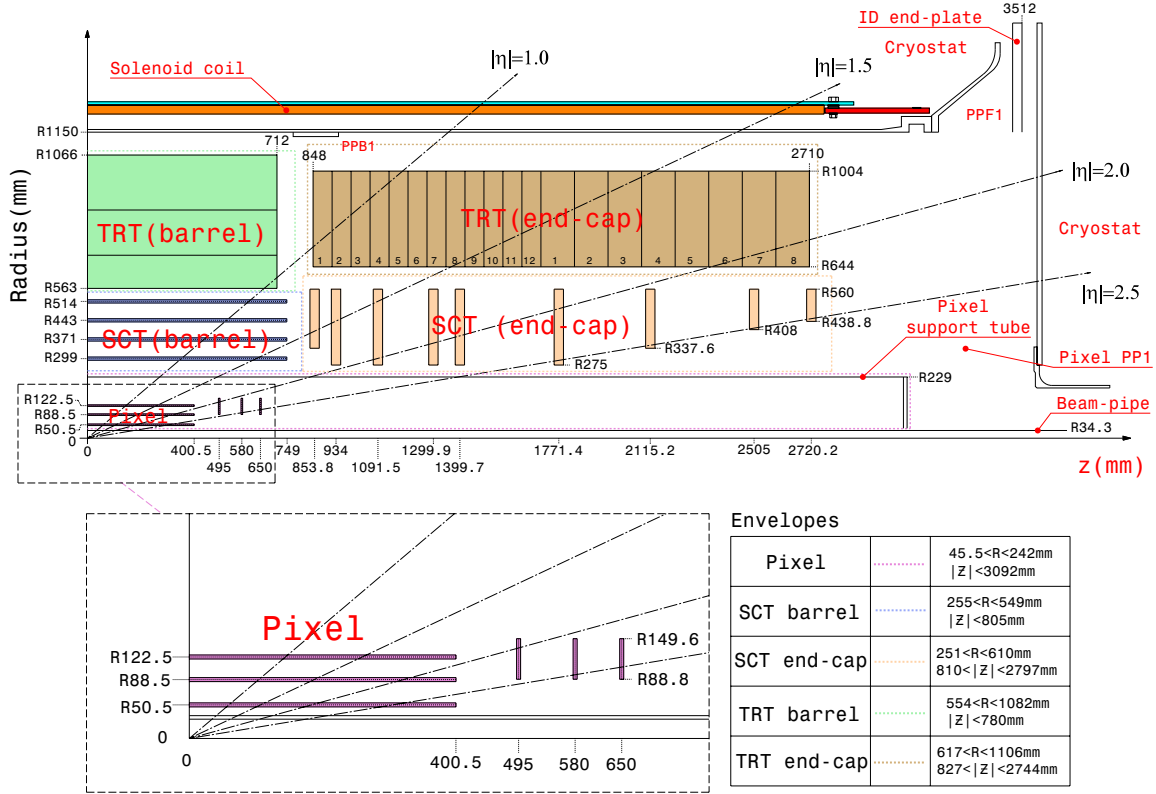 3512
ID end-plate
Cryostat
|η|=1.0
|η|=1.5
Solenoid coil
PPF1
R1150
712
PPB1
R1066
848
2710
R1004
|η|=2.0
Radius(mm)
TRT(barrel)
TRT(end-cap)
Cryostat
1 2 3 4 5 6 7 8 9 10 11 12 1 2 3 4 5 6 7 8
R644
R563
R560
|η|=2.5
R514
R443
SCT(barrel)
SCT (end-cap)
R438.8
R408
Pixel
support tube
R371
R337.6
R299
R275
Pixel PP1
R229
R122.5
R88.5
Pixel
R50.5
Beam-pipe
R34.3
0
0 400.5 580 749 934 1299.9 1771.4 2115.2 2505 2720.2
495 650 853.8 1091.5 1399.7
z(mm)
Pixel
R122.5
R88.5
R50.5
0
R149.6
R88.8
0
400.5 495 580 650
Envelopes
Pixel
45.5<R<242mm
|Z|<3092mm
SCT barrel
255<R<549mm
|Z|<805mm
SCT end-cap
251<R<610mm
810<|Z|<2797mm
TRT barrel
554<R<1082mm
|Z|<780mm
TRT end-cap
617<R<1106mm
827<|Z|<2744mm